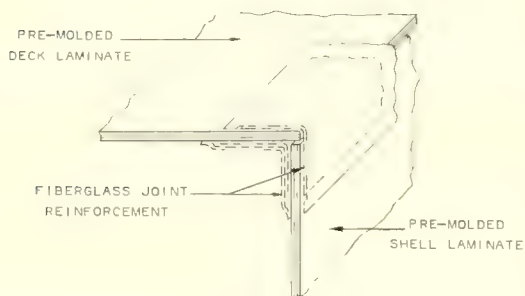 PRE-MOLDED
DECK LAMINATE
FIBERGLASS JOINT
REINFORCEMENT
PRE-MOLDED
SHELL LAMINATE